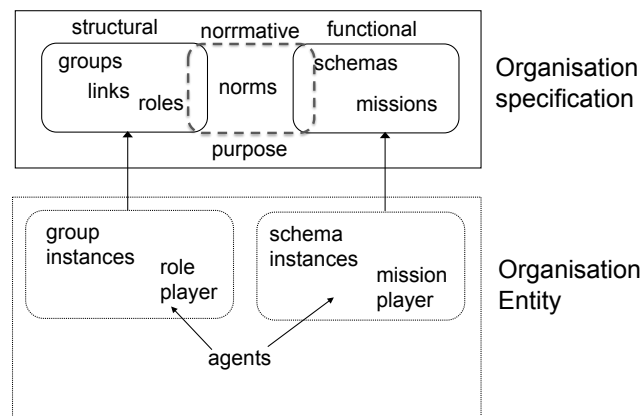 structural norrmative functional
groups
links
roles
norms
schemas
missions
purpose
Organisation
specification
group
instances
role
player
schema
instances
mission
player
agents
Organisation
Entity